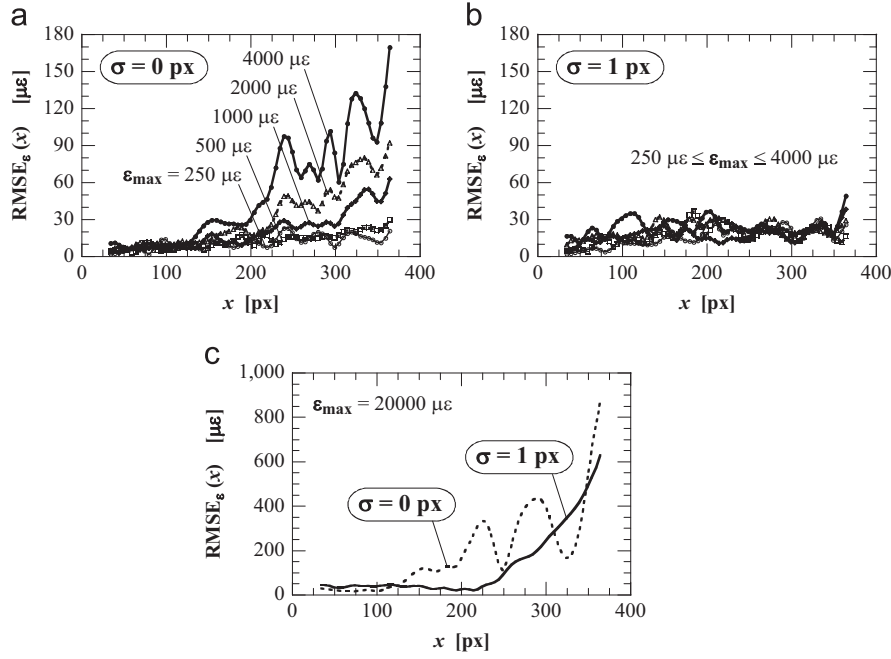 a
180
150
120
90
60
30
0
RMSEε (x) [με]
σ = 0 px
4000 με
2000 με
1000 με
500 με
εmax = 250 με
0 100 200 300 400
x [px]
b
180
150
120
90
60
30
0
RMSEε (x) [με]
σ = 1 px
250 με ≤ εmax ≤ 4000 με
0 100 200 300 400
x [px]
c
1,000
800
600
400
200
0
RMSEε (x) [με]
εmax = 20000 με
σ = 1 px
σ = 0 px
0 100 200 300 400
x [px]